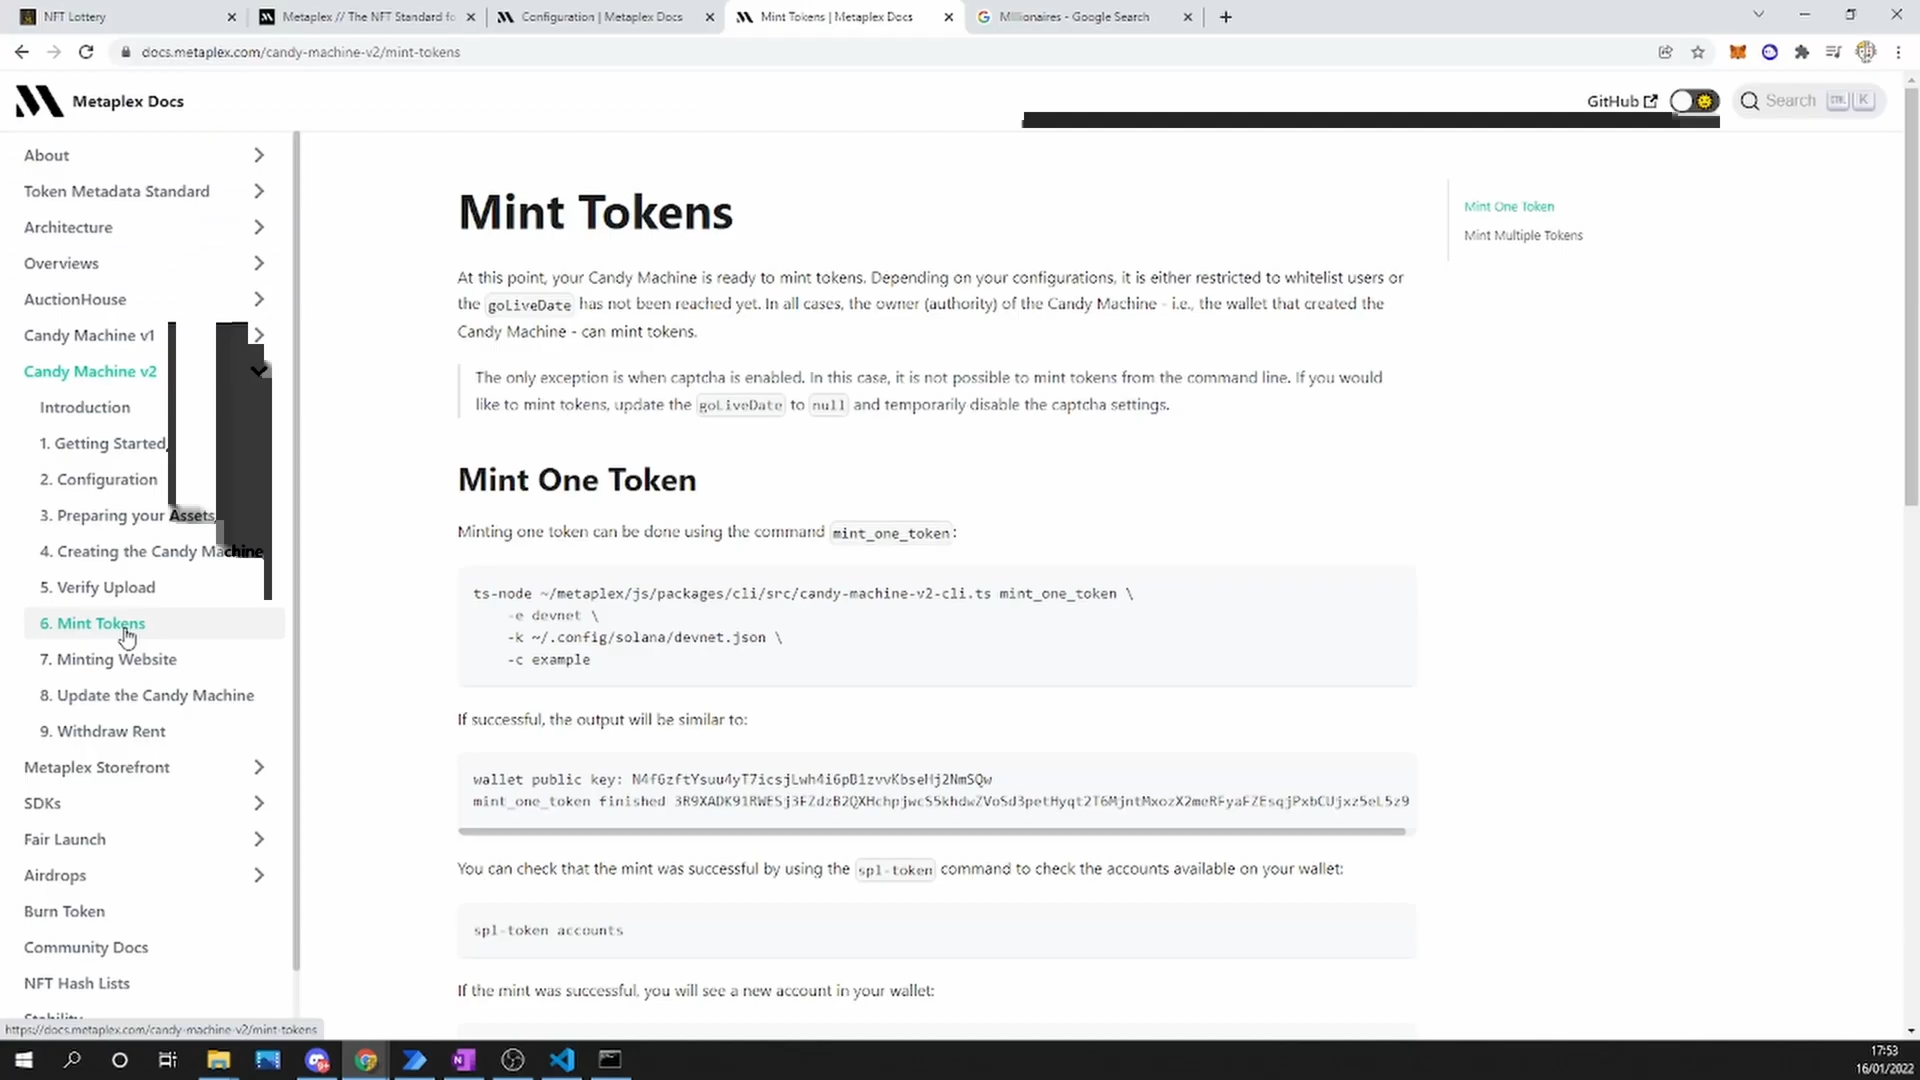 NFT Lottery
Metaplex // The NFT Standard fo
Configuration | Metaplex Docs
Mint Tokens | Metaplex Docs
Millionaires - Google Search
docs.metaplex.com/candy-machine-v2/mint-tokens
Metaplex Docs
GitHub
Search
CTRL K
About
Token Metadata Standard
Architecture
Overviews
AuctionHouse
Candy Machine v1
Candy Machine v2
Introduction
1. Getting Started
2. Configuration
3. Preparing your Assets
4. Creating the Candy Machine
5. Verify Upload
6. Mint Tokens
7. Minting Website
8. Update the Candy Machine
9. Withdraw Rent
Metaplex Storefront
SDKs
Fair Launch
Airdrops
Burn Token
Community Docs
NFT Hash Lists
Stability
https://docs.metaplex.com/candy-machine-v2/mint-tokens
Mint Tokens
At this point, your Candy Machine is ready to mint tokens. Depending on your configurations, it is either restricted to whitelist users or
the goLiveDate has not been reached yet. In all cases, the owner (authority) of the Candy Machine - i.e., the wallet that created the
Candy Machine - can mint tokens.
The only exception is when captcha is enabled. In this case, it is not possible to mint tokens from the command line. If you would
like to mint tokens, update the goLiveDate to null and temporarily disable the captcha settings.
Mint One Token
Minting one token can be done using the command mint_one_token:
ts-node ~/metaplex/js/packages/cli/src/candy-machine-v2-cli.ts mint_one_token \
-e devnet \
-k ~/.config/solana/devnet.json \
-c example
If successful, the output will be similar to:
wallet public key:
mint_one_token finished
You can check that the mint was successful by using the spl-token command to check the accounts available on your wallet:
spl-token accounts
If the mint was successful, you will see a new account in your wallet:
Mint One Token
Mint Multiple Tokens
17:53
16/01/2022